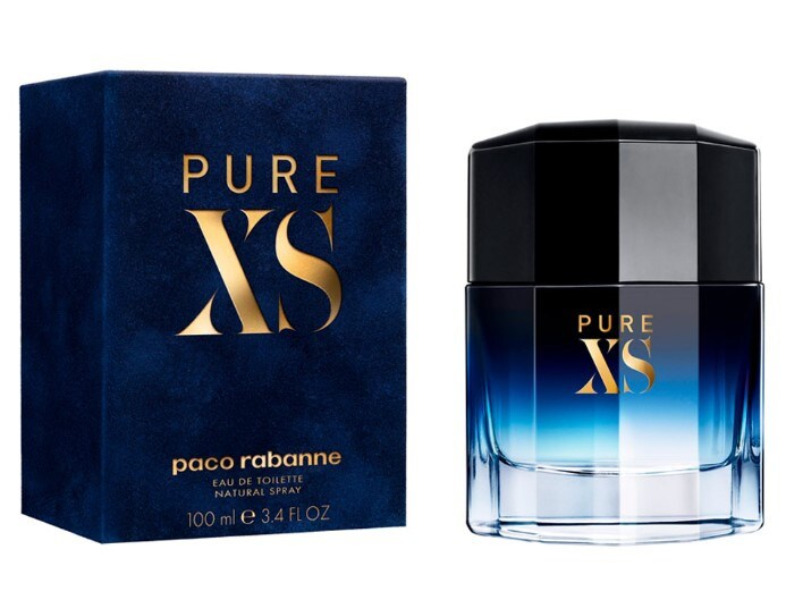 PURE
XS
paco rabanne
EAU DE TOILETTE
NATURAL SPRAY
100 ml ℮ 3.4 FL OZ
PURE
XS